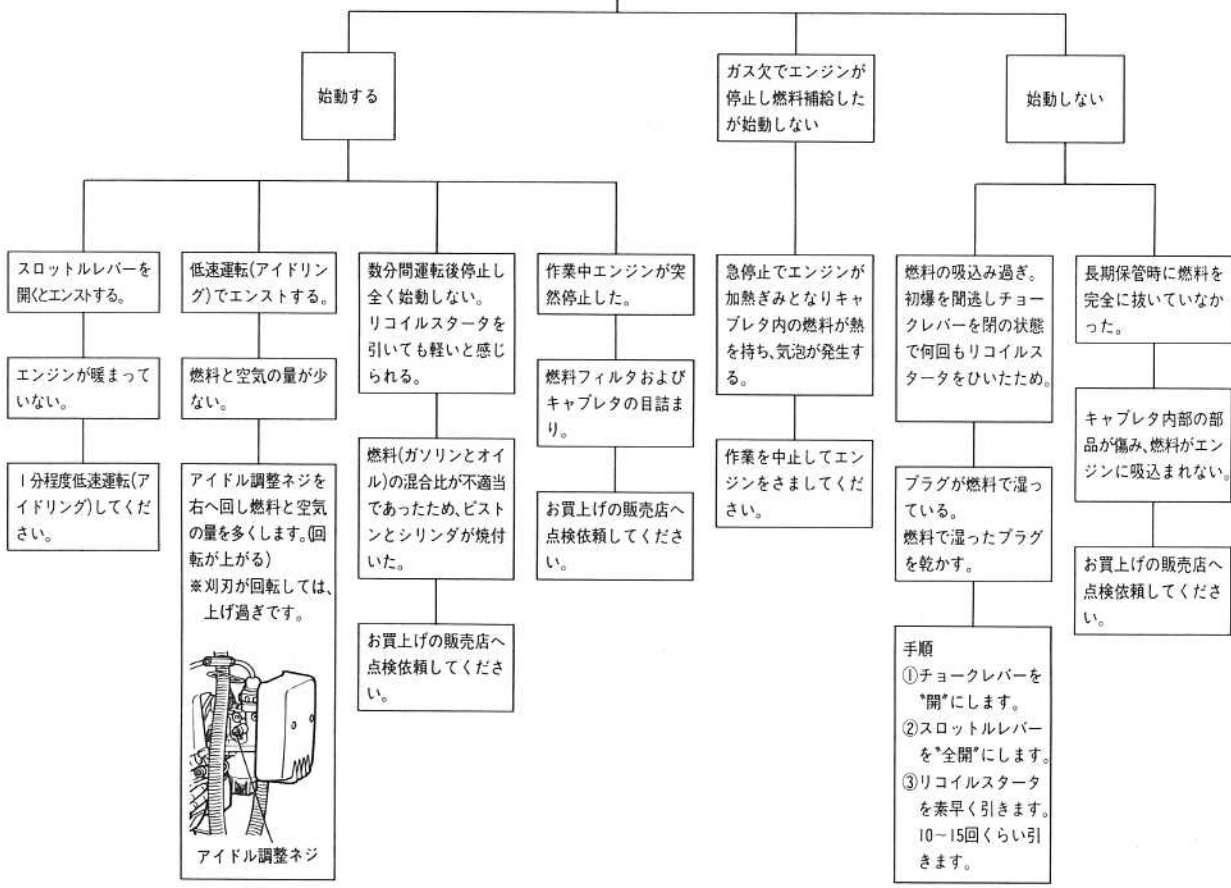 始動する
ガス欠でエンジンが
停止し燃料補給した
が始動しない
始動しない
スロットルレバーを
開くとエンストする。
エンジンが暖まって
いない。
1分程度低速運転(ア
イドリング)してくだ
さい。
低速運転(アイドリン
グ)でエンストする。
燃料と空気の量が少
ない。
アイドル調整ネジを
右へ回し燃料と空気
の量を多くします。(回
転が上がる)
※刈刃が回転しては、
上げ過ぎです。
アイドル調整ネジ
数分間運転後停止し
全く始動しない。
リコイルスタータを
引いても軽いと感じ
られる。
燃料(ガソリンとオイ
ル)の混合比が不適当
であったため、ピスト
ンとシリンダが焼付
いた。
お買上げの販売店へ
点検依頼してくださ
い。
作業中エンジンが突
然停止した。
燃料フィルタおよび
キャブレタの目詰ま
り。
お買上げの販売店へ
点検依頼してくださ
い。
急停止でエンジンが
加熱ぎみとなりキャ
ブレタ内の燃料が熱
を持ち、気泡が発生す
る。
作業を中止してエン
ジンをさましてくだ
さい。
燃料の吸込み過ぎ。
初爆を聞逃しチョー
クレバーを閉の状態
で何回もリコイルス
タータをひいたため。
プラグが燃料で湿っ
ている。
燃料で湿ったプラグ
を乾かす。
手順
①チョークレバーを
〝開〟にします。
②スロットルレバー
を〝全開〟にします。
③リコイルスタータ
を素早く引きます。
10〜15回くらい引
きます。
長期保管時に燃料を
完全に抜いていなか
った。
キャブレタ内部の部
品が傷み、燃料がエン
ジンに吸込まれない。
お買上げの販売店へ
点検依頼してくださ
い。